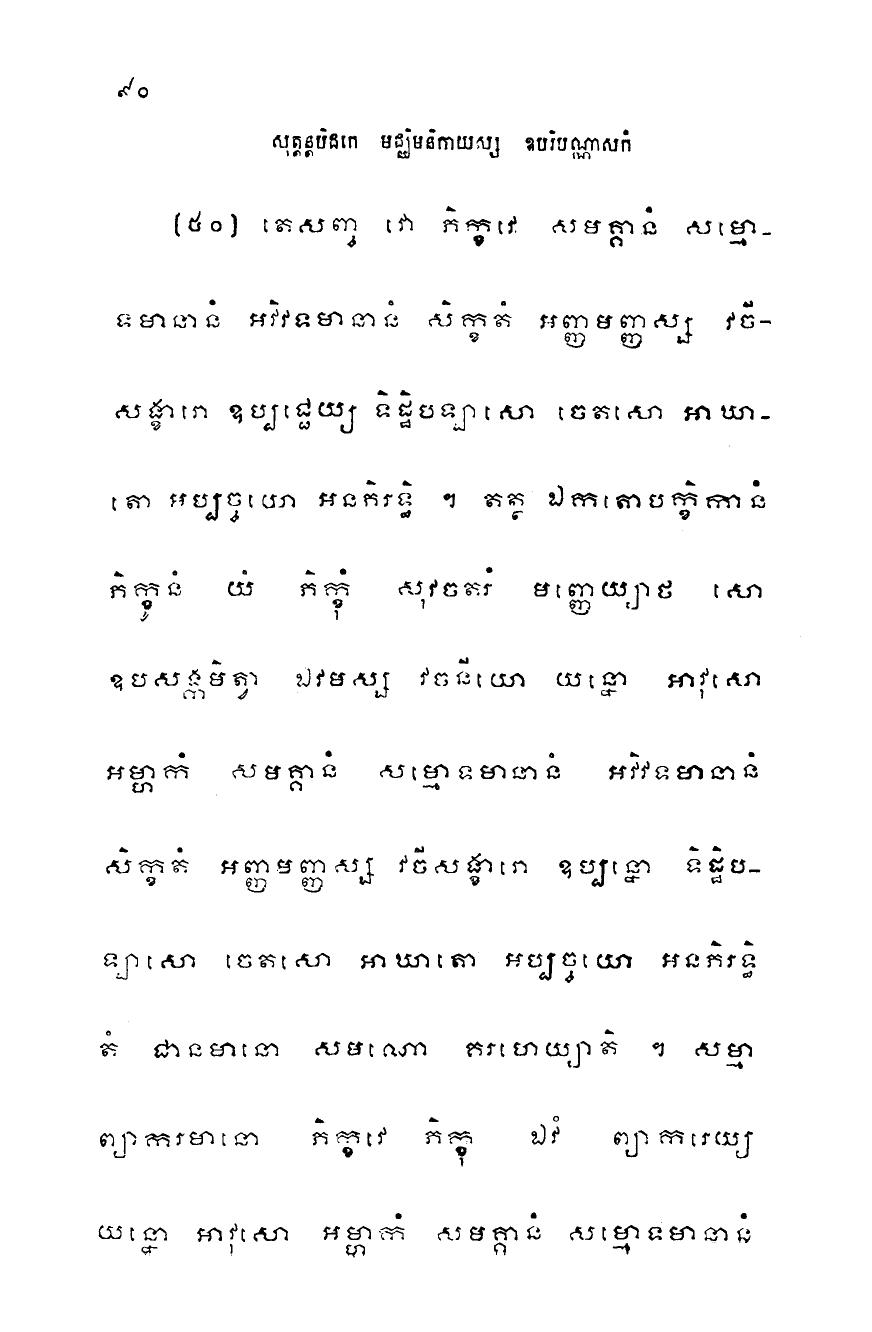 ៩០
សុត្តន្តបិដកេ មជ្ឈិមនិកាយស្ស ឧបរិបណ្ណាសកំ
(៥០) តេសញ្ច វោ ភិក្ខវេ សមគ្គានំ សម្មោ-
ទមានានំ អវិវទមានានំ សិក្ខតំ អញ្ញមញ្ញស្ស វចី-
សង្ខារោ ឧប្បជ្ជេយ្យ ទិដ្ឋិបឡាសោ ចេតសោ អាឃា-
តោ អប្បច្ចយោ អនភិរទ្ធិ ។ តត្ថ ឯកតោបក្ខិកានំ
ភិក្ខូនំ យំ ភិក្ខុំ សុវចតរំ មញ្ញេយ្យាថ សោ
ឧបសង្កមិត្វា ឯវមស្ស វចនីយោ យន្នោ អាវុសោ
អម្ហាកំ សមគ្គានំ សម្មោទមានានំ អវិវទមានានំ
សិក្ខតំ អញ្ញមញ្ញស្ស វចីសង្ខារោ ឧប្បន្នោ ទិដ្ឋិប-
ឡាសោ ចេតសោ អាឃាតោ អប្បច្ចយោ អនភិរទ្ធិ
តំ ជានមានោ សមណោ គរហេយ្យាតិ ។ សម្មា
ព្យាករមានោ ភិក្ខវេ ភិក្ខុ ឯវំ ព្យាករេយ្យ
យន្នោ អាវុសោ អម្ហាកំ សមគ្គានំ សម្មោទមានានំ